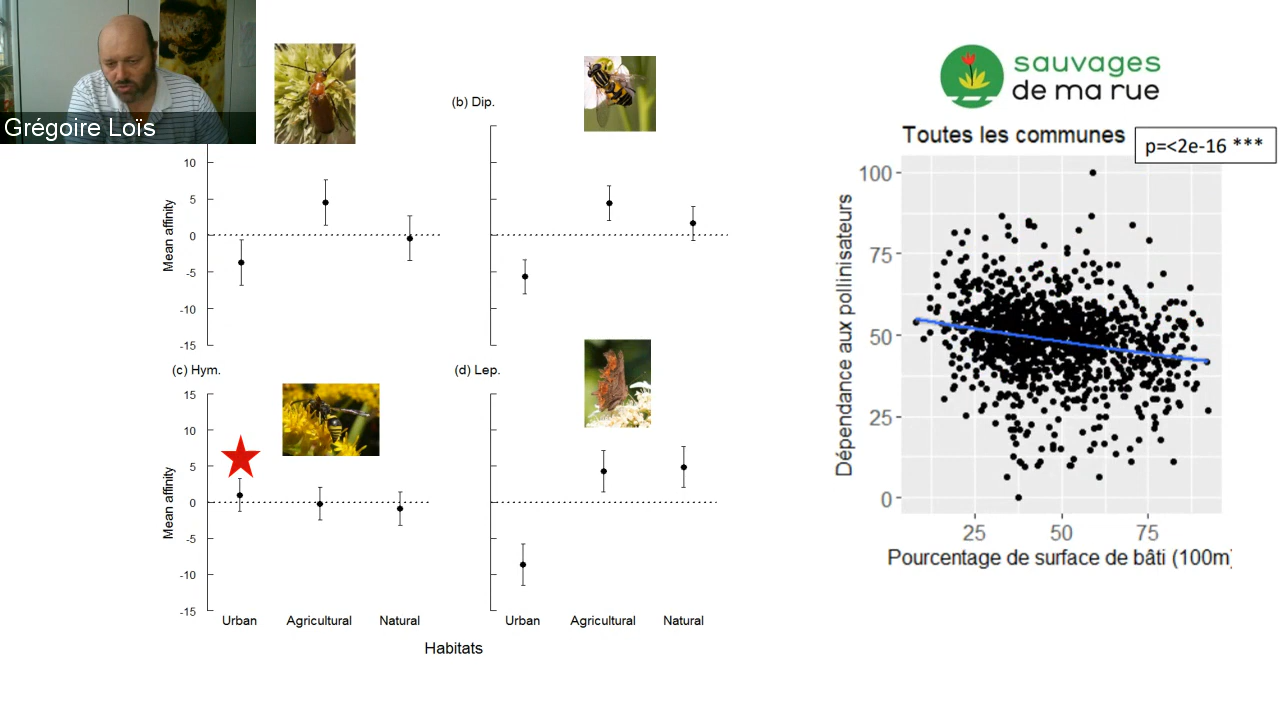 Grégoire Loïs
10
5
0
-5
-10
-15
Mean affinity
(b) Dip.
(c) Hym.
15
10
5
0
-5
-10
-15
Mean affinity
Urban
Agricultural
Natural
(d) Lep.
Urban
Agricultural
Natural
Habitats
sauvages
de ma rue
Toutes les communes
p=<2e-16 ***
100
75
50
25
0
Dépendance aux pollinisateurs
25
50
75
Pourcentage de surface de bâti (100m)